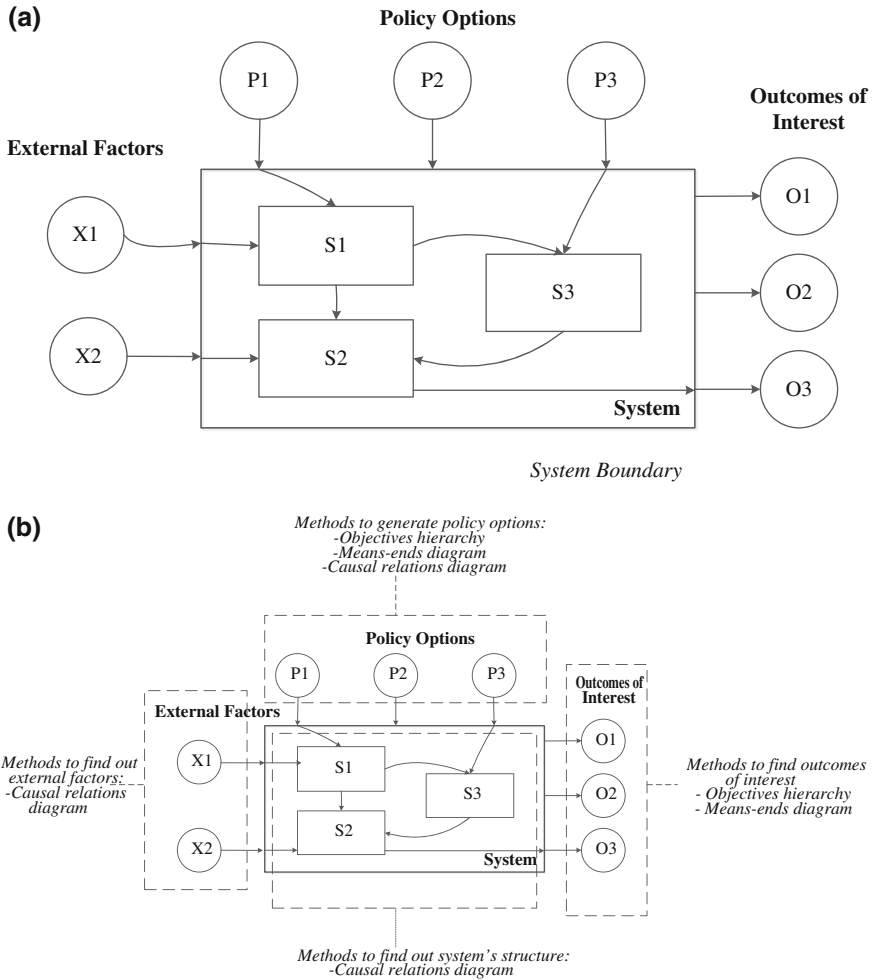 (a)
Policy Options
P1
P2
P3
Outcomes of
Interest
External Factors
X1
X2
S1
S2
S3
O1
O2
O3
System
System Boundary
(b)
Methods to generate policy options:
-Objectives hierarchy
-Means-ends diagram
-Causal relations diagram
Policy Options
P1
P2
P3
Outcomes of
Interest
External Factors
Methods to find out
external factors:
-Causal relations
diagram
X1
X2
S1
S2
S3
O1
O2
O3
System
Methods to find outcomes
of interest
- Objectives hierarchy
- Means-ends diagram
Methods to find out system's structure:
-Causal relations diagram